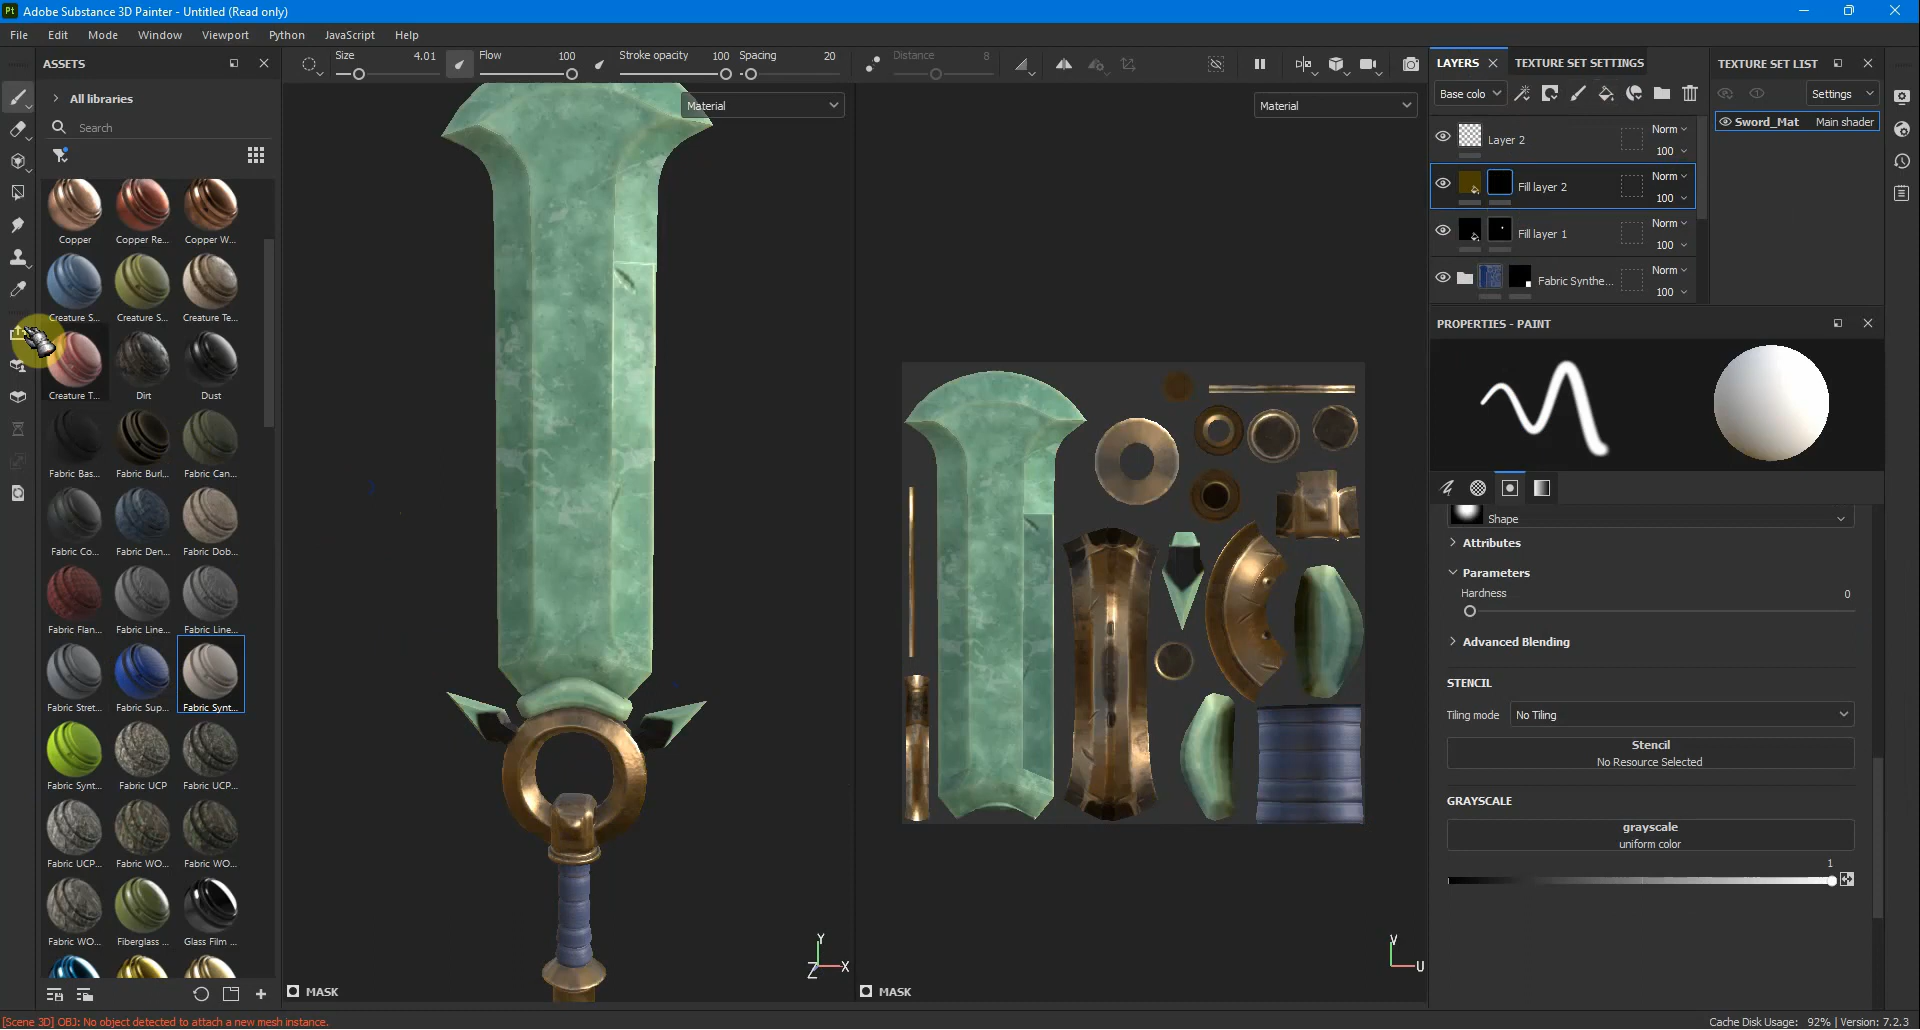 Pt Adobe Substance 3D Painter - Untitled (Read only)
File Edit Mode Window Viewport Python JavaScript Help
ASSETS
All libraries
Search
Copper Copper Re... Copper W...
Creature S... Creature S... Creature Te...
Creature T... Dirt Dust
Fabric Bas... Fabric Burl... Fabric Can...
Fabric Co... Fabric Den... Fabric Dob...
Fabric Flan... Fabric Line... Fabric Line...
Fabric Stret... Fabric Sup... Fabric Synt...
Fabric Synt... Fabric UCP Fabric UCP...
Fabric UCP... Fabric WO... Fabric WO...
Fabric WO... Fiberglass ... Glass Film ...
Size 4.01 Flow 100 Stroke opacity 100 Spacing 20 Distance 8
Material
Material
Y
Z X
V
U
MASK
MASK
LAYERS TEXTURE SET SETTINGS
Base colo
Layer 2 Norm
100
Fill layer 2 Norm
100
Fill layer 1 Norm
100
Fabric Synthe... Norm
100
TEXTURE SET LIST
Settings
Sword_Mat Main shader
PROPERTIES - PAINT
Shape
Attributes
Parameters
Hardness 0
Advanced Blending
STENCIL
Tiling mode No Tiling
Stencil
No Resource Selected
GRAYSCALE
grayscale
uniform color
1
[Scene 3D] OBJ: No object detected to attach a new mesh instance.
Cache Disk Usage: 92% | Version: 7.2.3